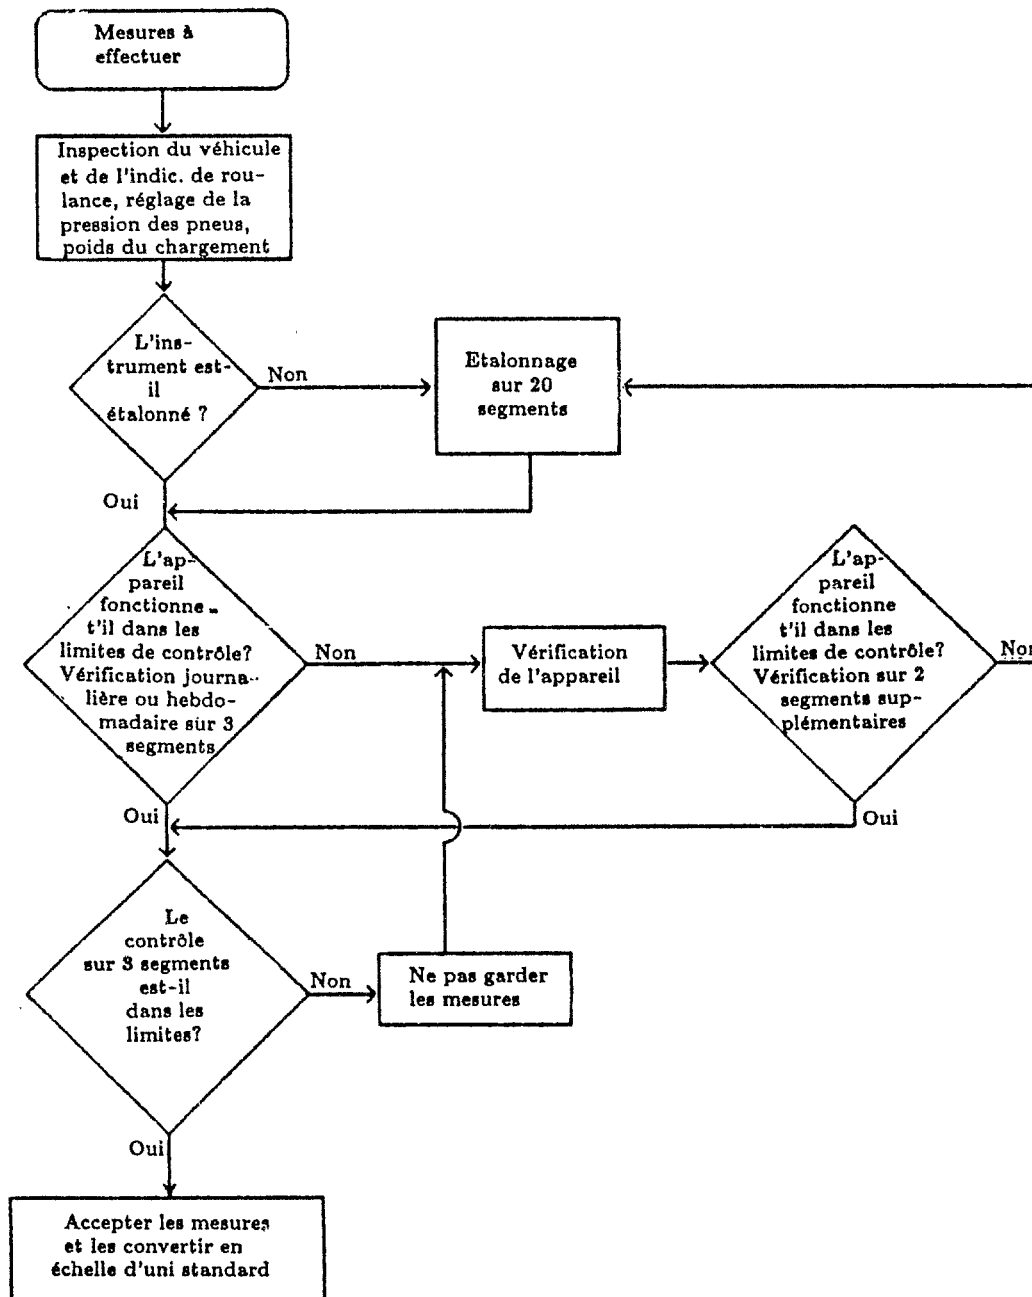 Mesures à
effectuer
Inspection du véhicule
et de l'indic. de rou-
lance, réglage de la
pression des pneus,
poids du chargement
L'ins-
trument est-
il
étalonné ?
Non
Etalonnage
sur 20
segments
Oui
L'ap-
pareil
fonctionne-
t'il dans les
limites de contrôle?
Vérification journa-
lière ou hebdo-
madaire sur 3
segments
Non
Vérification
de l'appareil
L'ap-
pareil
fonctionne
t'il dans les
limites de contrôle?
Vérification sur 2
segments sup-
plémentaires
Non
Oui
Oui
Le
contrôle
sur 3 segments
est-il
dans les
limites?
Non
Ne pas garder
les mesures
Oui
Accepter les mesures
et les convertir en
échelle d'uni standard